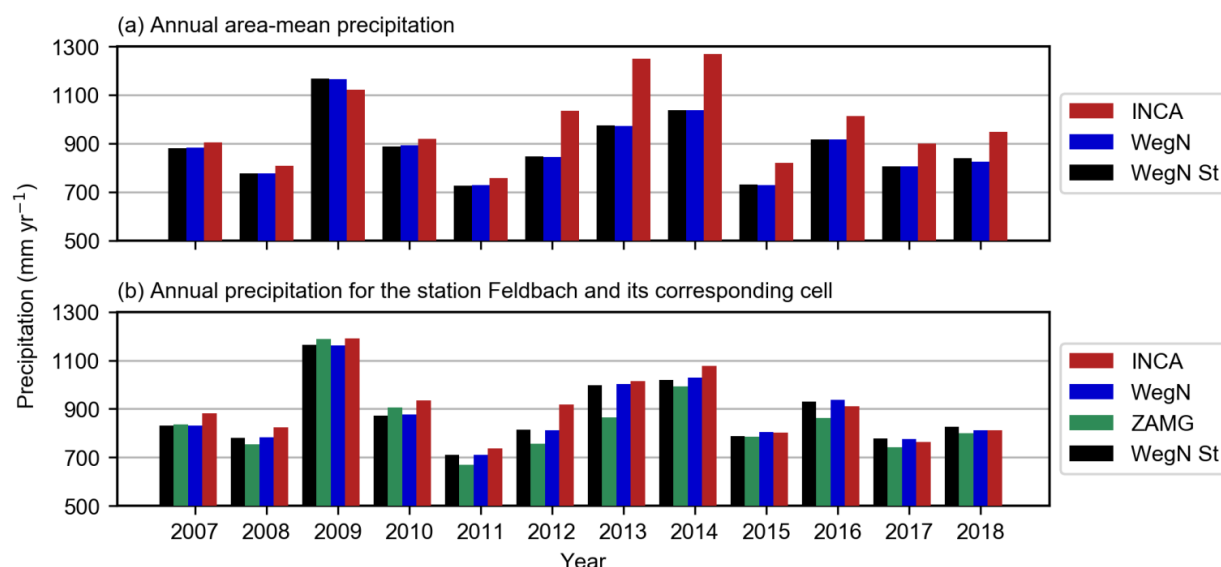 (a) Annual area-mean precipitation
1300
1100
900
700
500
INCA
WegN
WegN St
Precipitation (mm yr⁻¹)
(b) Annual precipitation for the station Feldbach and its corresponding cell
1300
1100
900
700
500
INCA
WegN
ZAMG
WegN St
2007 2008 2009 2010 2011 2012 2013 2014 2015 2016 2017 2018
Year